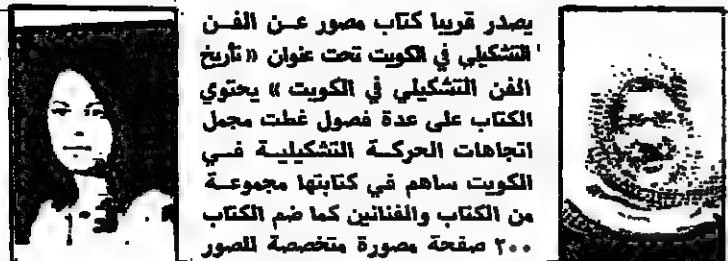 يصدر قريبا كتاب مصور عن الفن
التشكيلي في الكويت تحت عنوان « تأريخ
الفن التشكيلي في الكويت » يحتوي
الكتاب على عدة فصول غطت مجمل
اتجاهات الحركة التشكيلية في
الكويت ساهم في كتابتها مجموعة
من الكتاب والفنانين كما ضم الكتاب
٢٠٠ صفحة مصورة متخصصة للصور